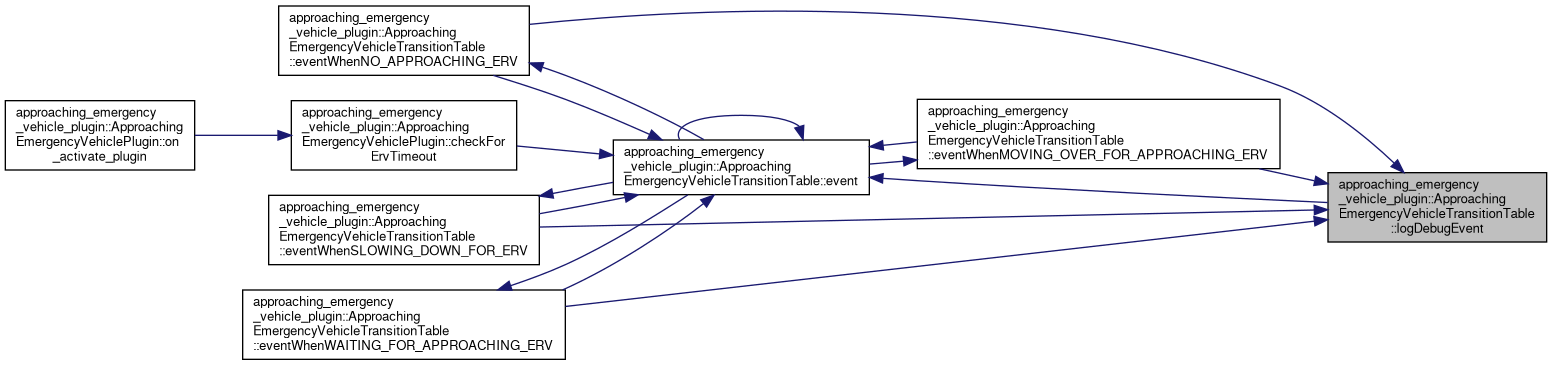 approaching_emergency
_vehicle_plugin::Approaching
EmergencyVehicleTransitionTable
::eventWhenNO_APPROACHING_ERV
approaching_emergency
_vehicle_plugin::Approaching
EmergencyVehiclePlugin::on
_activate_plugin
approaching_emergency
_vehicle_plugin::Approaching
EmergencyVehiclePlugin::checkFor
ErvTimeout
approaching_emergency
_vehicle_plugin::Approaching
EmergencyVehicleTransitionTable::event
approaching_emergency
_vehicle_plugin::Approaching
EmergencyVehicleTransitionTable
::eventWhenMOVING_OVER_FOR_APPROACHING_ERV
approaching_emergency
_vehicle_plugin::Approaching
EmergencyVehicleTransitionTable
::logDebugEvent
approaching_emergency
_vehicle_plugin::Approaching
EmergencyVehicleTransitionTable
::eventWhenSLOWING_DOWN_FOR_ERV
approaching_emergency
_vehicle_plugin::Approaching
EmergencyVehicleTransitionTable
::eventWhenWAITING_FOR_APPROACHING_ERV